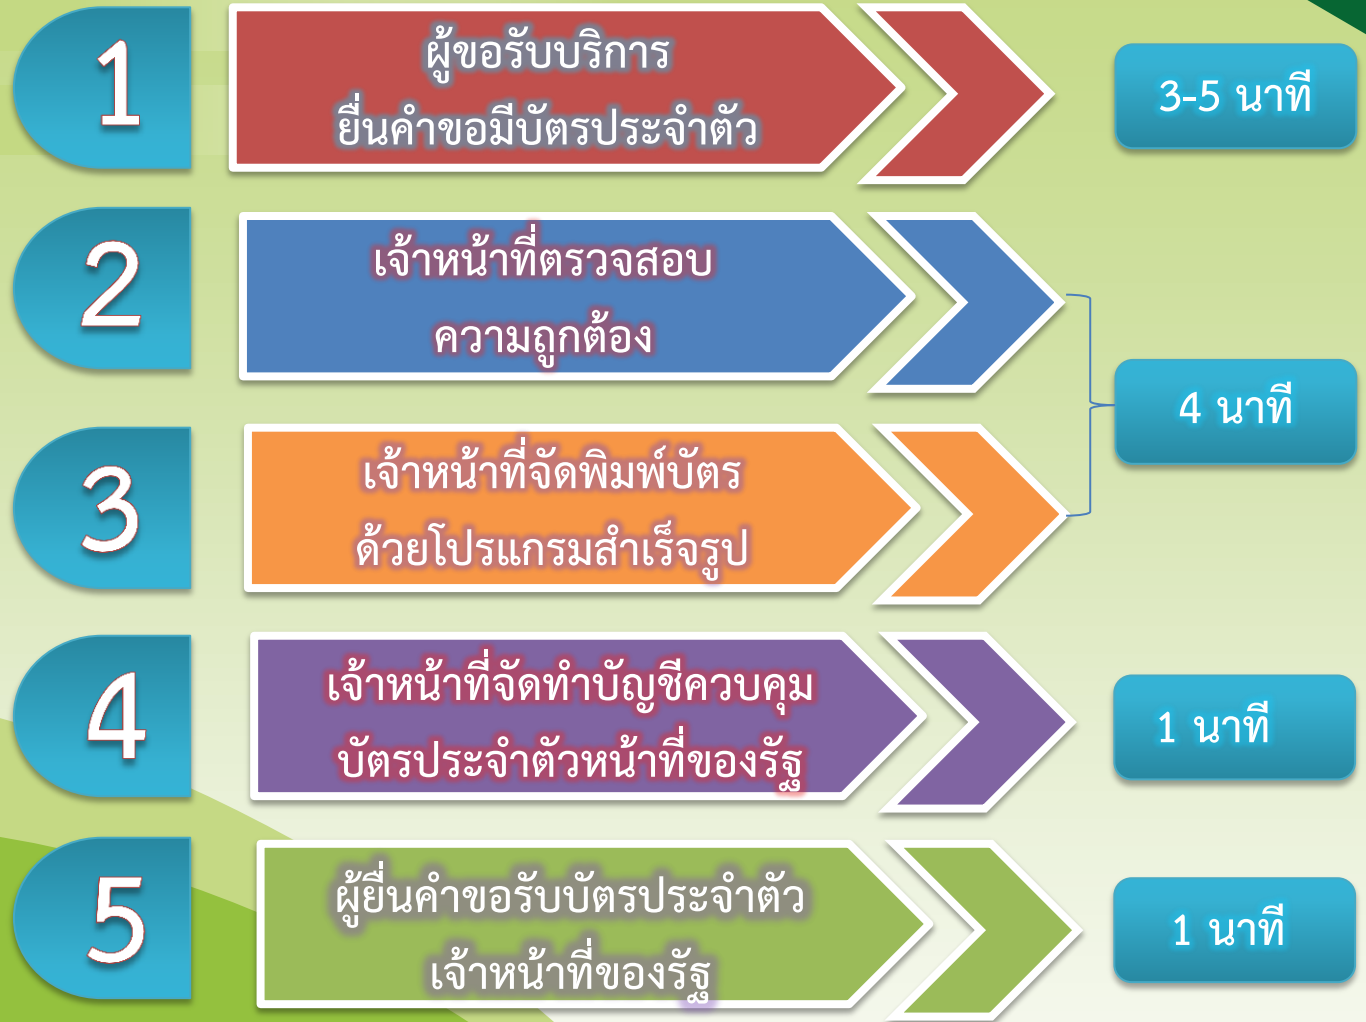 1
ผู้ขอรับบริการ
ยื่นคำขอมีบัตรประจำตัว
3-5 นาที
2
เจ้าหน้าที่ตรวจสอบ
ความถูกต้อง
3
เจ้าหน้าที่จัดพิมพ์บัตร
ด้วยโปรแกรมสำเร็จรูป
4 นาที
4
เจ้าหน้าที่จัดทำบัญชีควบคุม
บัตรประจำตัวหน้าที่ของรัฐ
1 นาที
5
ผู้ยื่นคำขอรับบัตรประจำตัว
เจ้าหน้าที่ของรัฐ
1 นาที